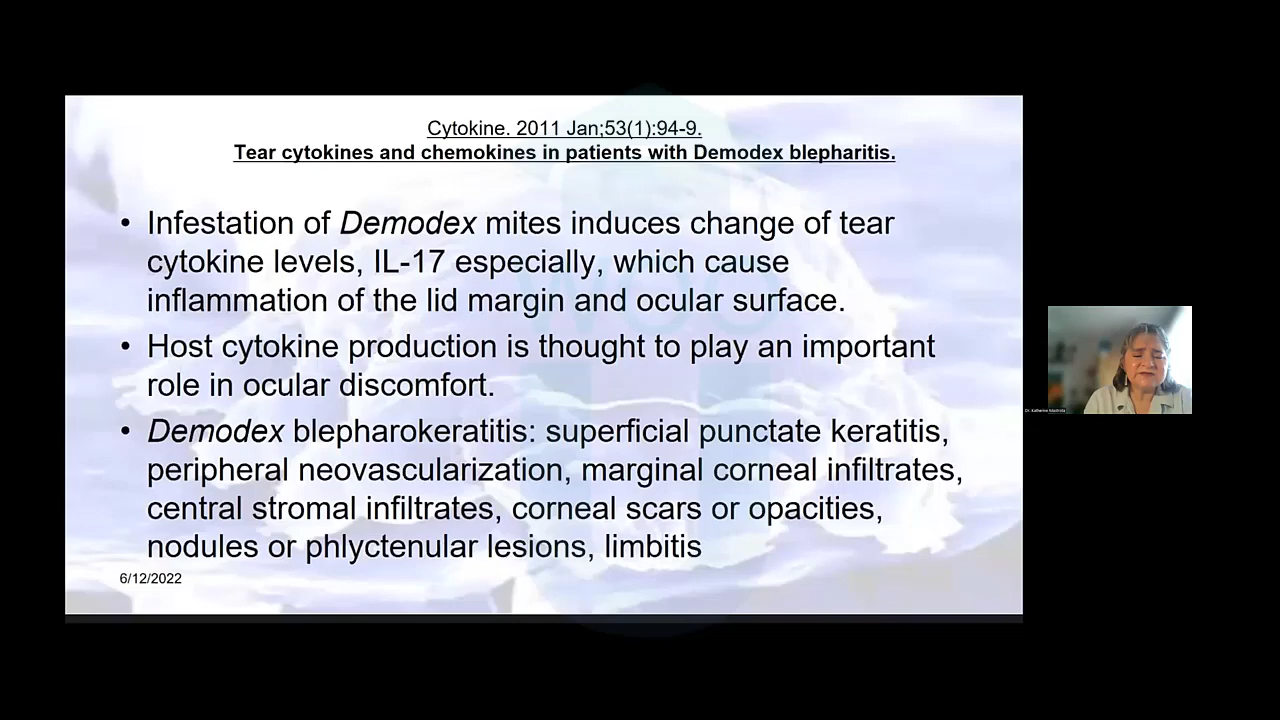 Cytokine. 2011 Jan;53(1):94-9.
Tear cytokines and chemokines in patients with Demodex blepharitis.
• Infestation of Demodex mites induces change of tear
cytokine levels, IL-17 especially, which cause
inflammation of the lid margin and ocular surface.
• Host cytokine production is thought to play an important
role in ocular discomfort.
• Demodex blepharokeratitis: superficial punctate keratitis,
peripheral neovascularization, marginal corneal infiltrates,
central stromal infiltrates, corneal scars or opacities,
nodules or phlyctenular lesions, limbitis
6/12/2022
Dr. Katherine